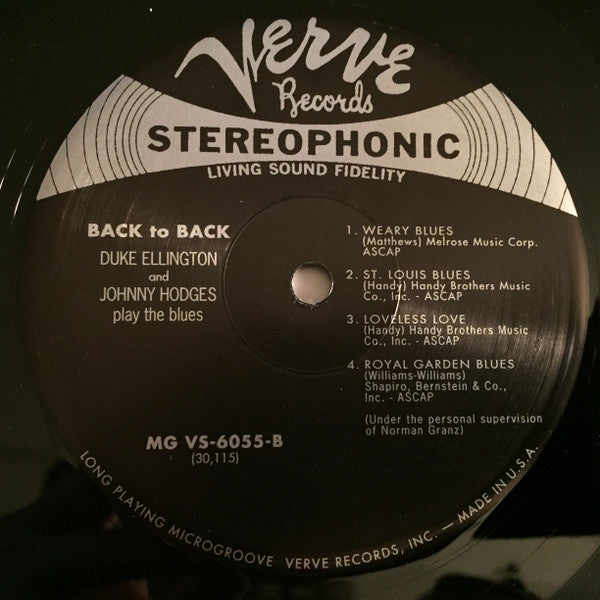 Verve
Records
STEREOPHONIC
LIVING SOUND FIDELITY
BACK to BACK
DUKE ELLINGTON
and
JOHNNY HODGES
play the blues
1. WEARY BLUES
(Matthews) Melrose Music Corp.
ASCAP
2. ST. LOUIS BLUES
(Handy) Handy Brothers Music
Co., Inc. - ASCAP
3. LOVELESS LOVE
(Handy) Handy Brothers Music
Co., Inc. - ASCAP
4. ROYAL GARDEN BLUES
(Williams-Williams)
Shapiro, Bernstein & Co.,
Inc. - ASCAP
(Under the personal supervision
of Norman Granz)
MG VS-6055-B
(30,115)
LONG PLAYING MICROGROOVE VERVE RECORDS, INC. — MADE IN U.S.A.